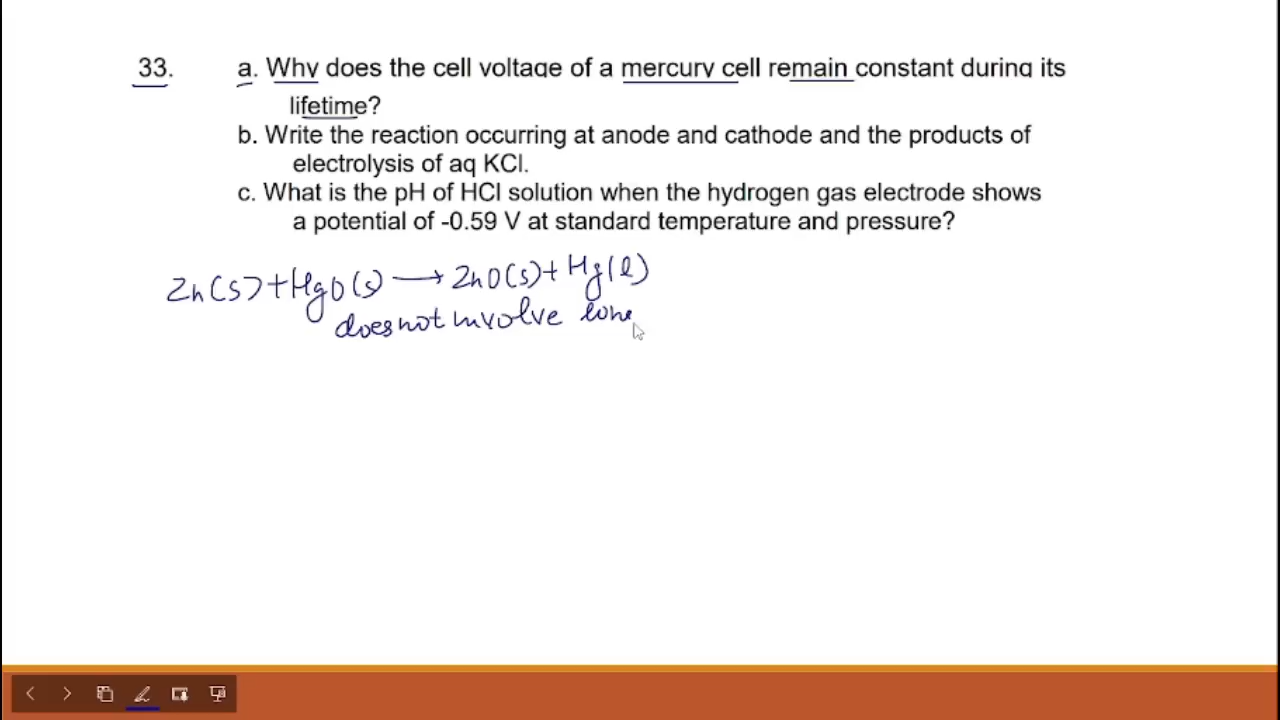 33. a. Why does the cell voltage of a mercury cell remain constant during its
lifetime?
b. Write the reaction occurring at anode and cathode and the products of
electrolysis of aq KCl.
c. What is the pH of HCl solution when the hydrogen gas electrode shows
a potential of -0.59 V at standard temperature and pressure?
Zn(s) + HgO(s) → ZnO(s) + Hg(l)
does not involve